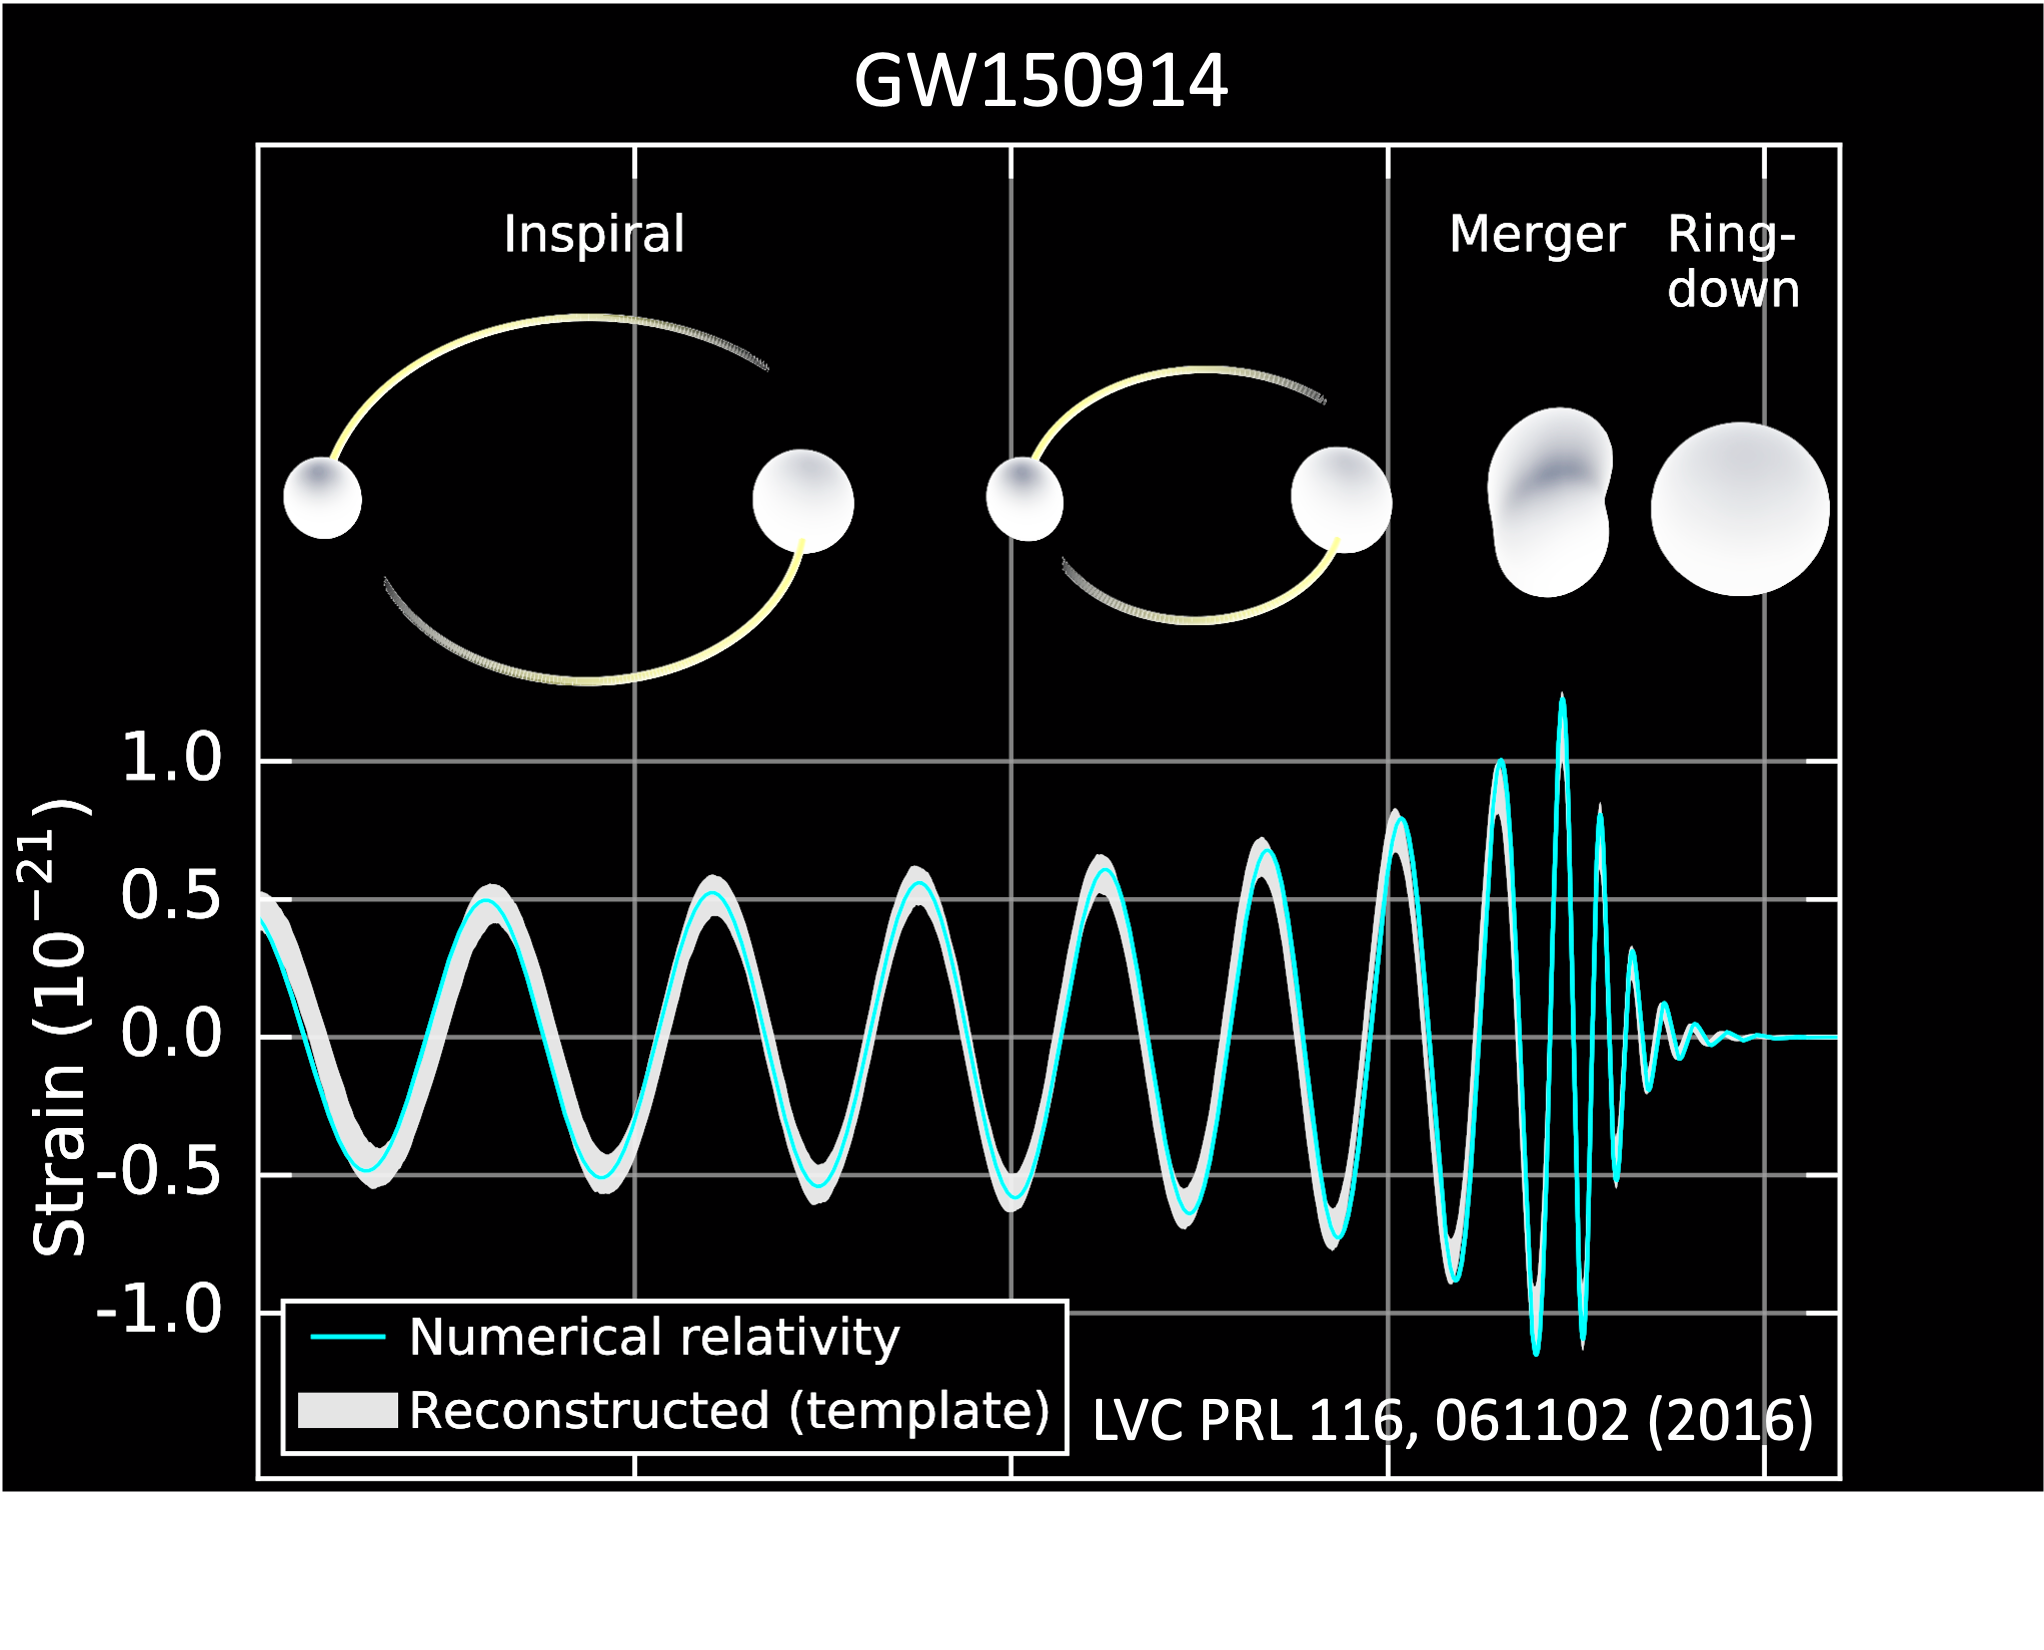 GW150914
Inspiral
Merger
Ring-
down
1.0
0.5
0.0
-0.5
-1.0
Strain (10⁻²¹)
Numerical relativity
Reconstructed (template)
LVC PRL 116, 061102 (2016)